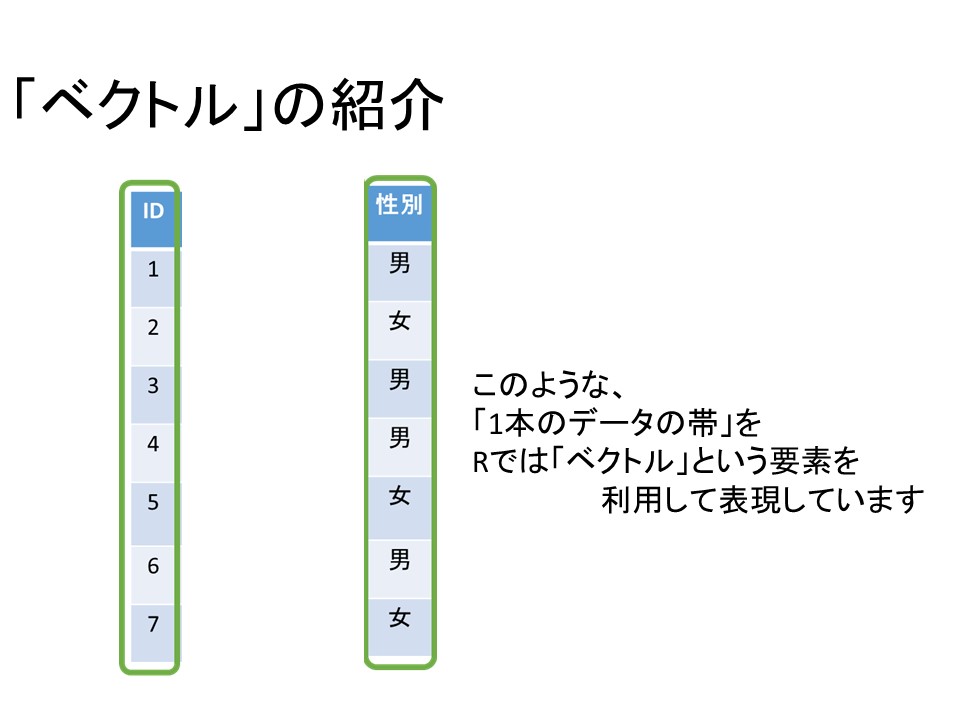 「ベクトル」の紹介
ID
1
2
3
4
5
6
7
性別
男
女
男
男
女
男
女
このような、
「1本のデータの帯」を
Rでは「ベクトル」という要素を
利用して表現しています